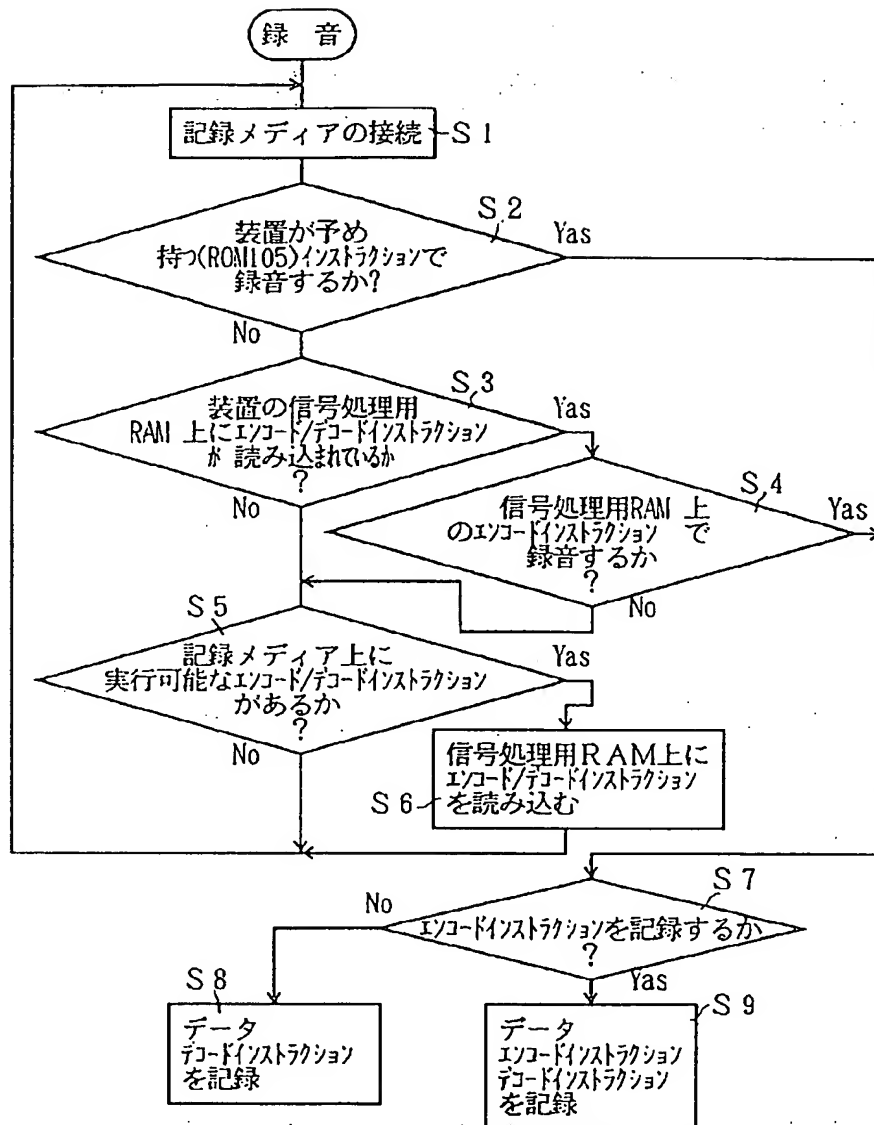 録 音
記録メディアの接続
S 1
装置が予め
持つ(ROM105)インストラクションで
録音するか?
S 2
Yas
No
装置の信号処理用
RAM 上にエンコード/デコードインストラクション
が 読み込まれているか
?
S 3
Yas
No
信号処理用RAM 上
のエンコードインストラクション で
録音するか
?
S 4
Yas
No
S 5
記録メディア上に
実行可能なエンコード/デコードインストラクション
があるか
?
Yas
No
信号処理用RAM上に
エンコード/デコードインストラクション
を読み込む
S 6
エンコードインストラクションを記録するか
?
S 7
No
Yas
S 8
データ
デコードインストラクション
を記録
S 9
データ
エンコードインストラクション
デコードインストラクション
を記録